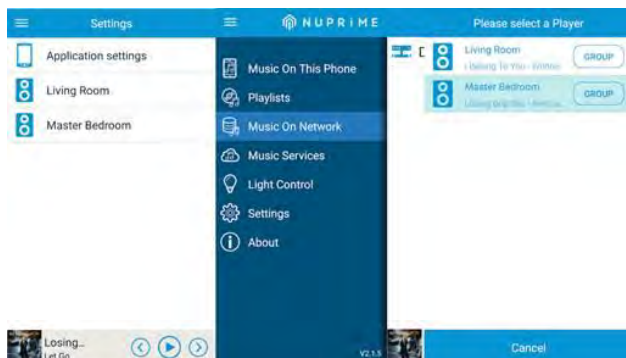 Settings
Application settings
Living Room
Master Bedroom
Losing...
Let Go
NUPRIME
Music On This Phone
Playlists
Music On Network
Music Services
Light Control
Settings
About
V2.1.5
Please select a Player
Living Room
GROUP
Master Bedroom
GROUP
Cancel